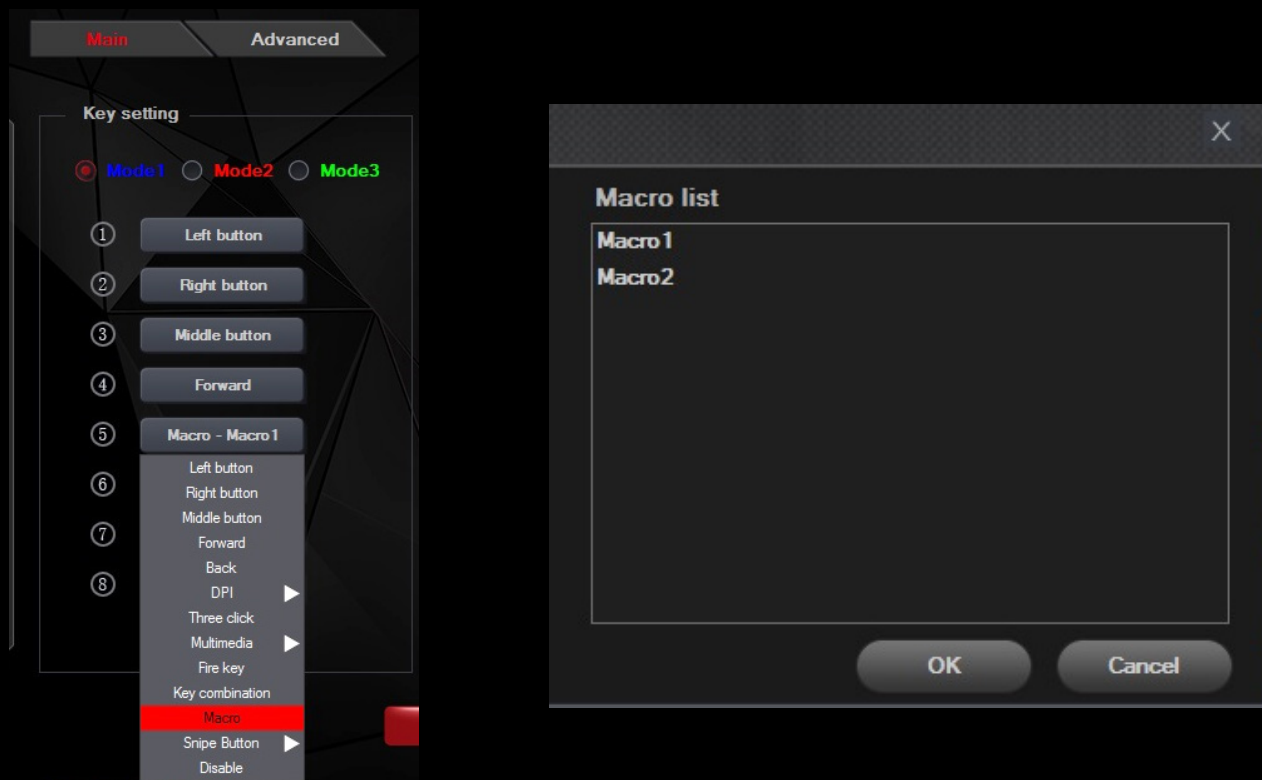 Main Advanced
Key setting
Mode1 Mode2 Mode3
1 Left button
2 Right button
3 Middle button
4 Forward
5 Macro - Macro1
6
7
8
Left button
Right button
Middle button
Forward
Back
DPI
Three click
Multimedia
Fire key
Key combination
Macro
Snipe Button
Disable
X
Macro list
Macro1
Macro2
OK Cancel